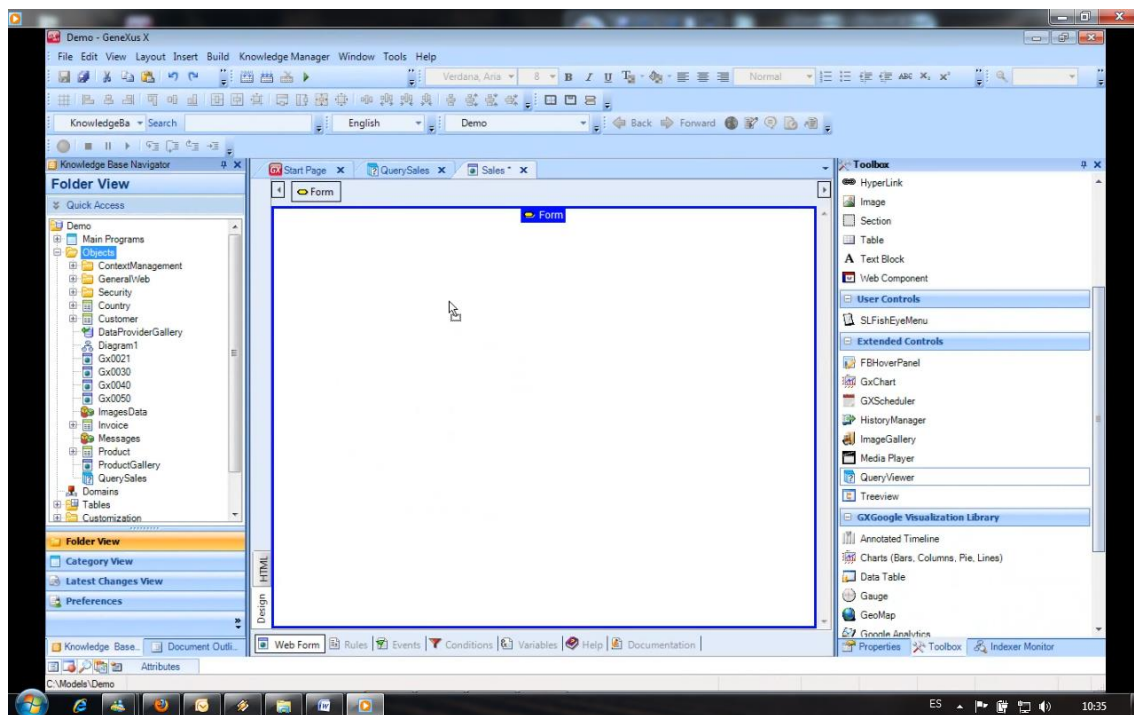 Demo - GeneXus X
File Edit View Layout Insert Build Knowledge Manager Window Tools Help
Verdana, Aria 8 B I U Normal ABC
KnowledgeBa Search English Demo Back Forward
Knowledge Base Navigator
Folder View
Quick Access
Demo
Main Programs
Objects
ContextManagement
GeneralWeb
Security
Country
Customer
DataProviderGallery
Diagram1
Gx0021
Gx0030
Gx0040
Gx0050
ImagesData
Invoice
Messages
Product
ProductGallery
QuerySales
Domains
Tables
Customization
Folder View
Category View
Latest Changes View
Preferences
Knowledge Base.. Document Outli..
Start Page QuerySales Sales *
Form
Form
HTML
Design
Web Form Rules Events Conditions Variables Help Documentation
Toolbox
HyperLink
Image
Section
Table
A Text Block
Web Component
User Controls
SLFishEyeMenu
Extended Controls
FBHoverPanel
GxChart
GXScheduler
HistoryManager
ImageGallery
Media Player
QueryViewer
Treeview
GXGoogle Visualization Library
Annotated Timeline
Charts (Bars, Columns, Pie, Lines)
Data Table
Gauge
GeoMap
Google Analytics
Properties Toolbox Indexer Monitor
Attributes
C:\Models\Demo
ES 10:35